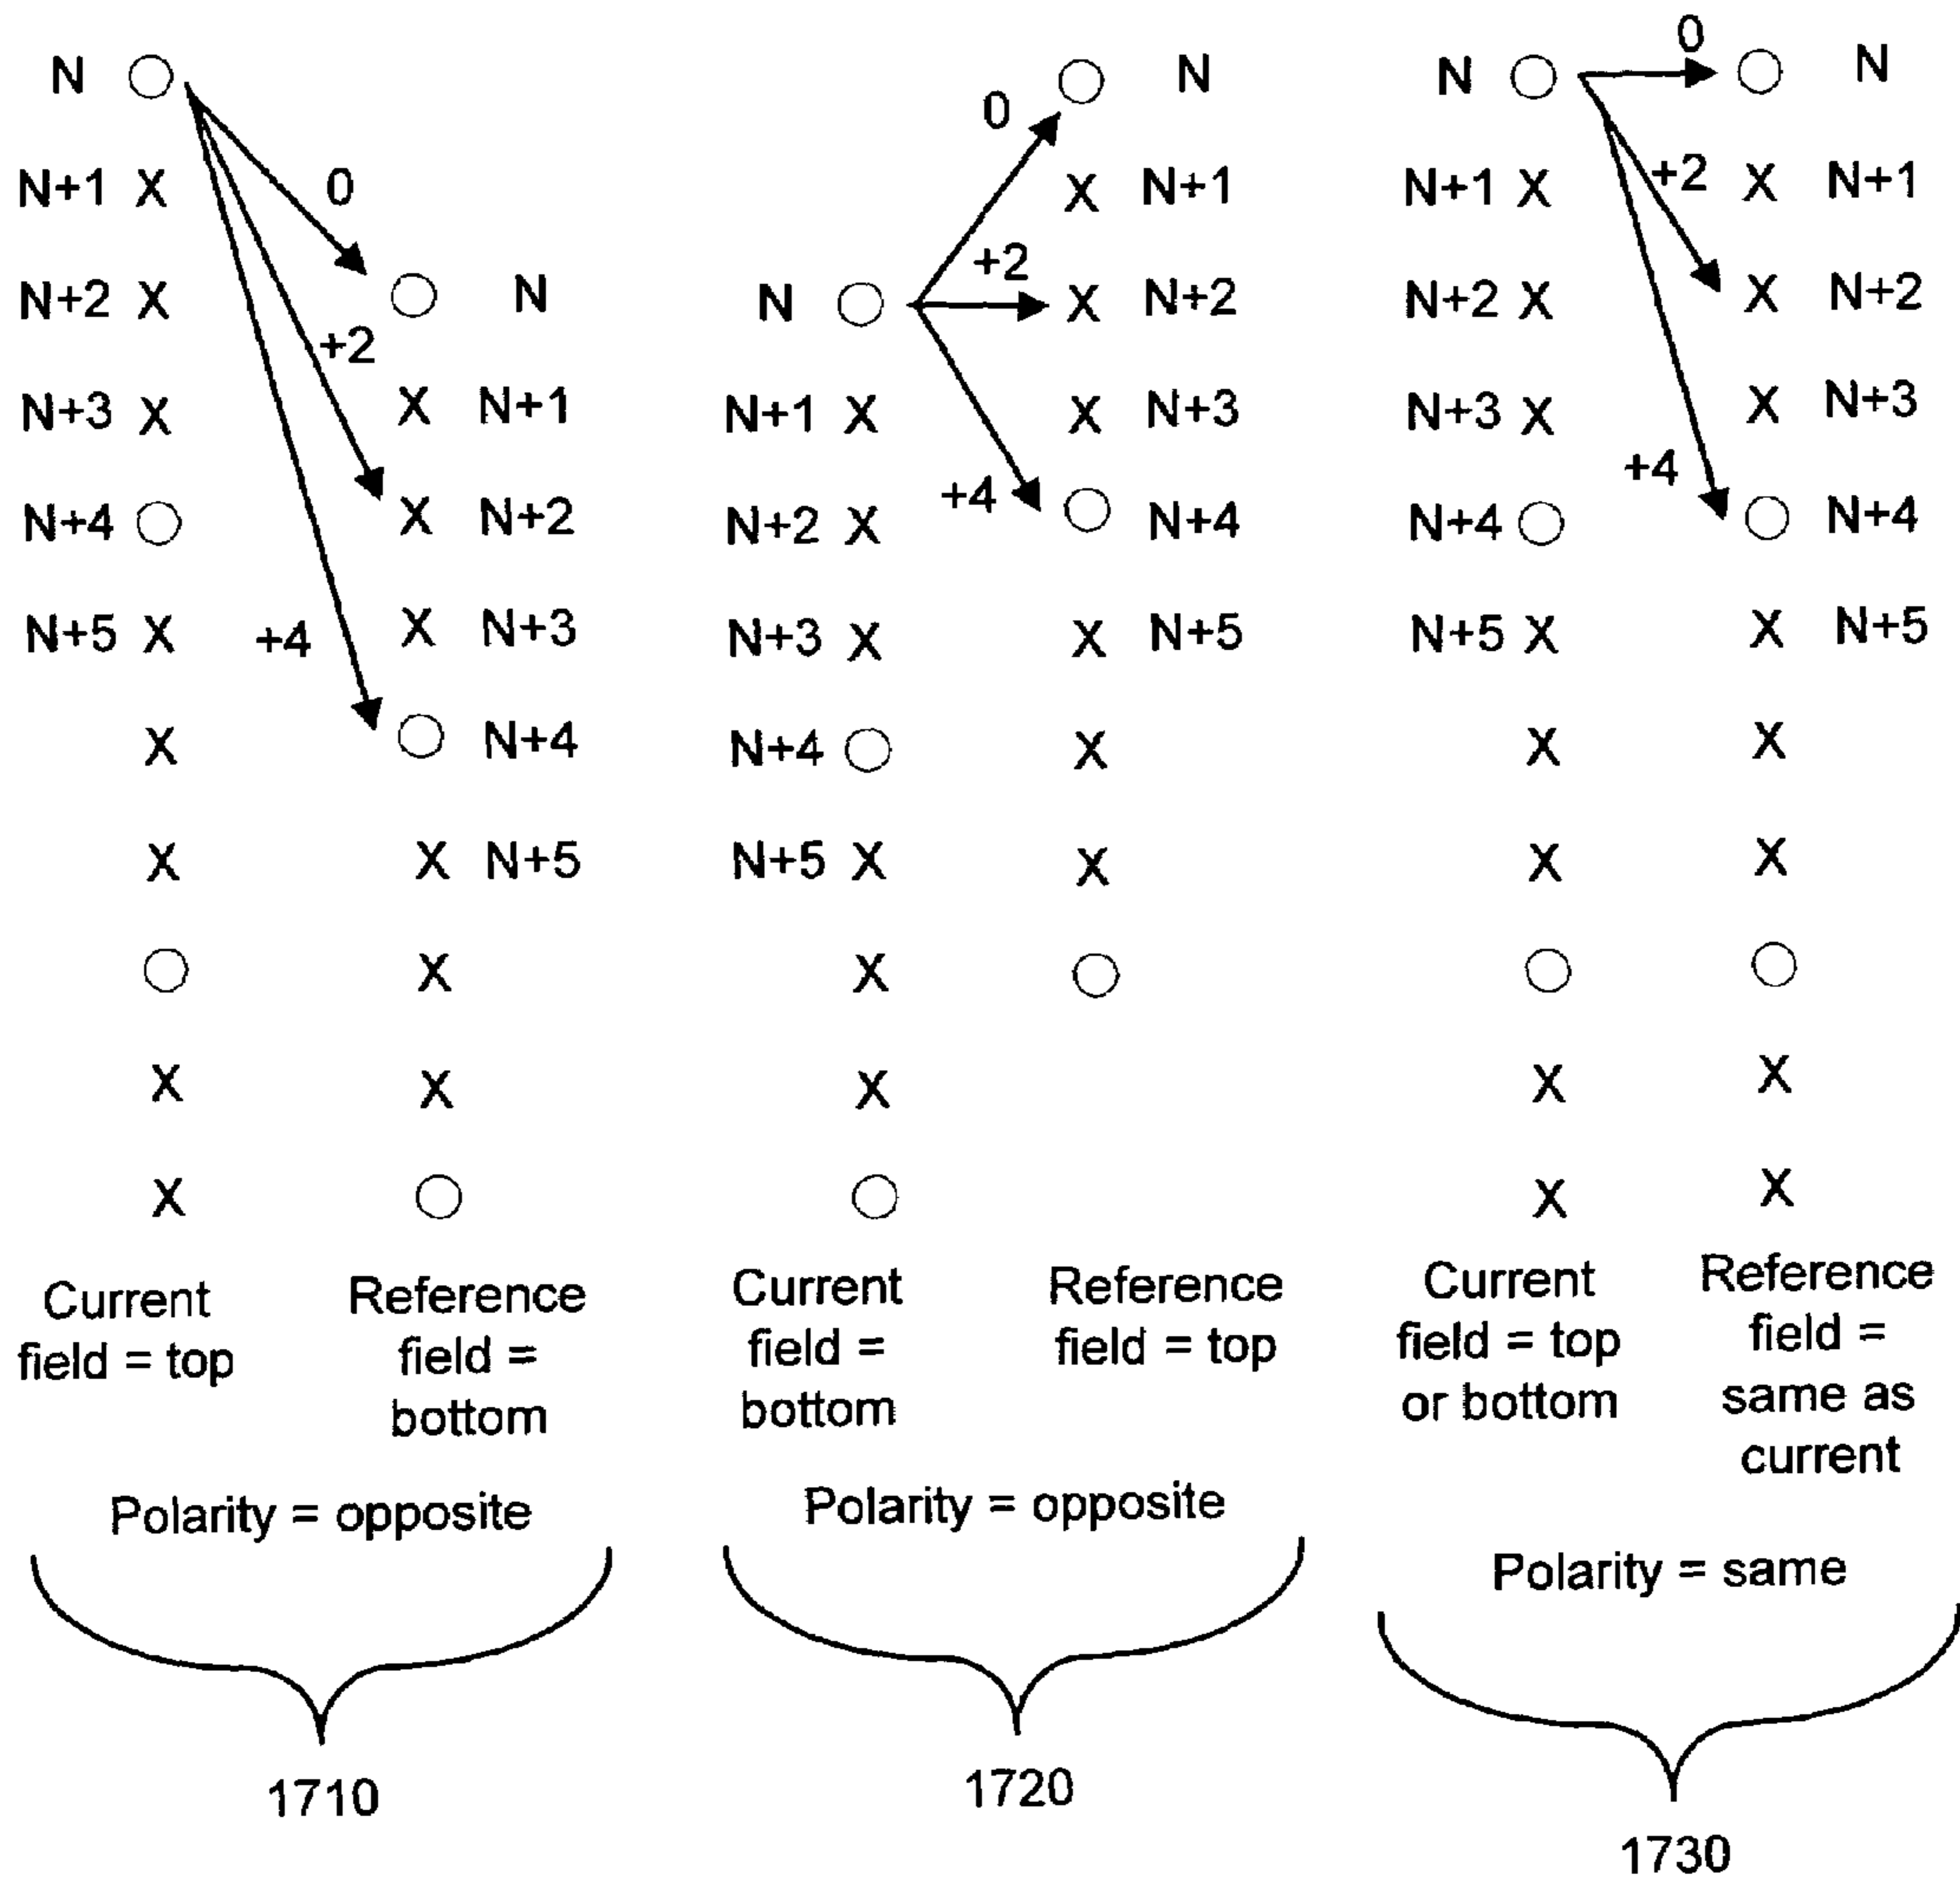 N 0 N 0 N
N+1 0 X N+1 N+1 +2 N+1
N+2 N N +2 N+2 N+2 N+2
+2
N+3 N+1 N+1 N+3 N+3 N+3
N+4 N+2 N+2 +4 N+4 N+4 +4 N+4
N+5 +4 N+3 N+3 N+5 N+5 N+5
N+4 N+4
N+5 N+5
Current field = top
Reference field = bottom
Current field = bottom
Reference field = top
Current field = top or bottom
Reference field = same as current
Polarity = opposite
Polarity = opposite
Polarity = same
1710
1720
1730